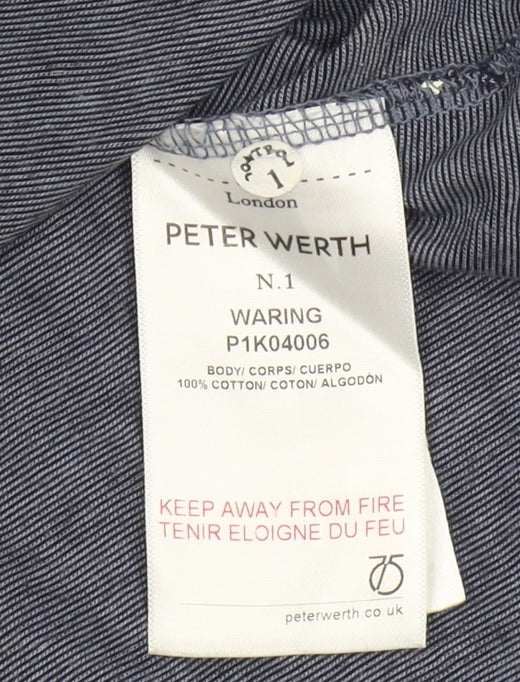 CONTROL
1
London
PETER WERTH
N.1
WARING
P1K04006
BODY/ CORPS/ CUERPO
100% COTTON/ COTON/ ALGODÓN
KEEP AWAY FROM FIRE
TENIR ELOIGNE DU FEU
75
peterwerth.co.uk